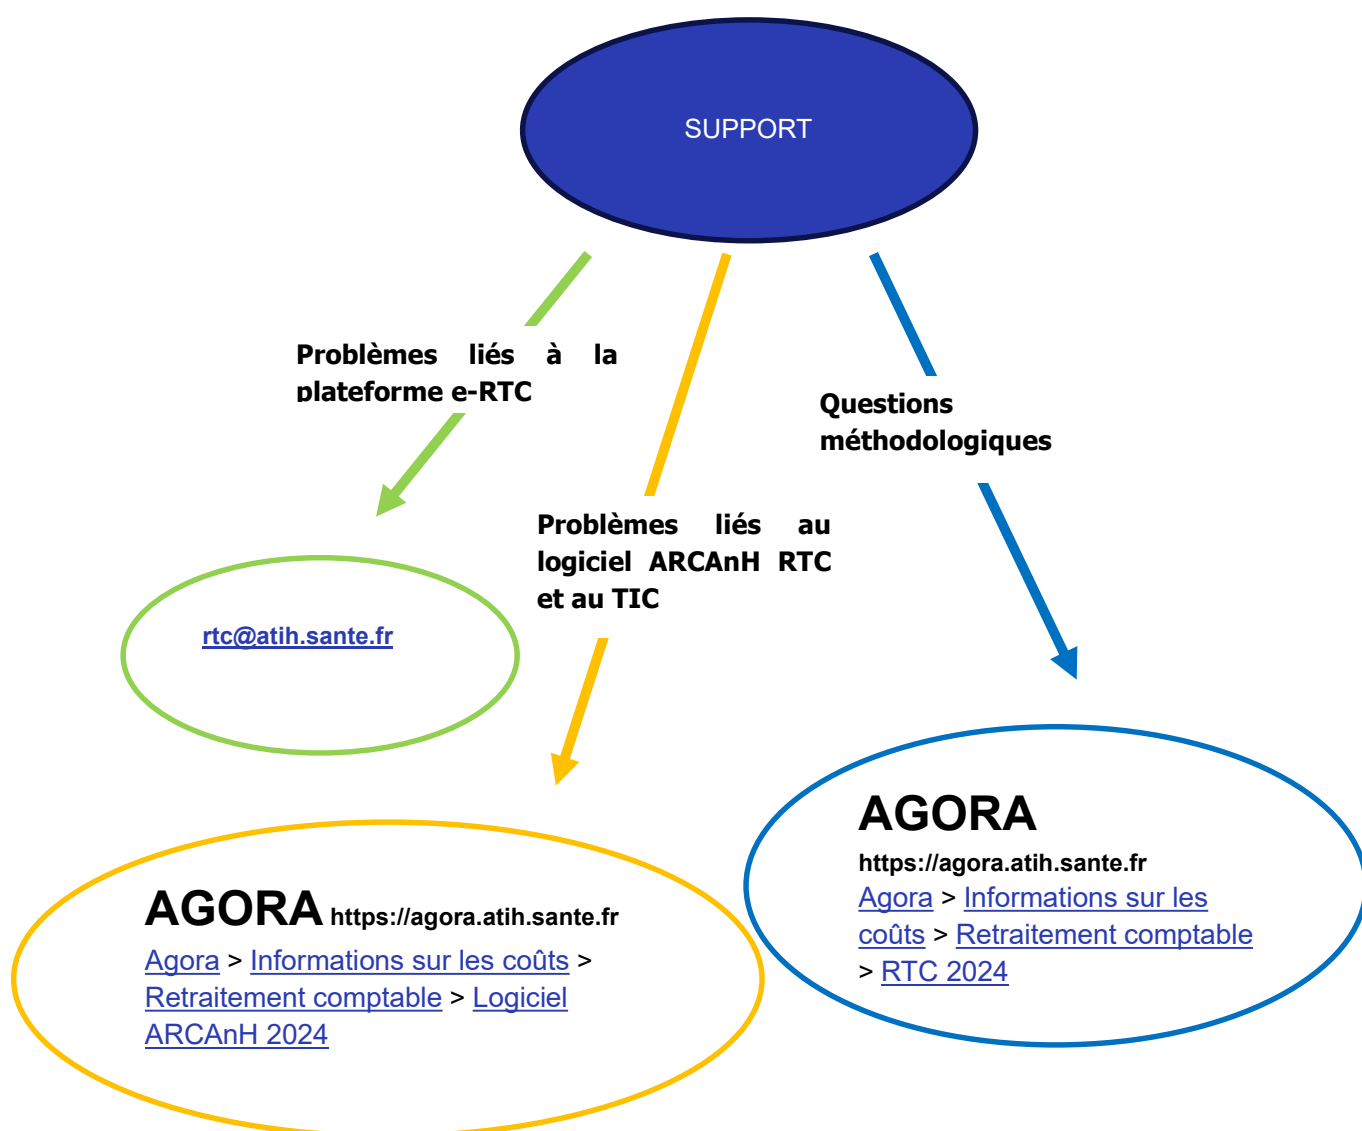 SUPPORT
Problèmes liés à la
plateforme e-RTC
Questions
méthodologiques
Problèmes liés au
logiciel ARCAnH RTC
et au TIC
rtc@atih.sante.fr
AGORA
https://agora.atih.sante.fr
Agora > Informations sur les
coûts > Retraitement comptable
> RTC 2024
AGORA https://agora.atih.sante.fr
Agora > Informations sur les coûts >
Retraitement comptable > Logiciel
ARCAnH 2024